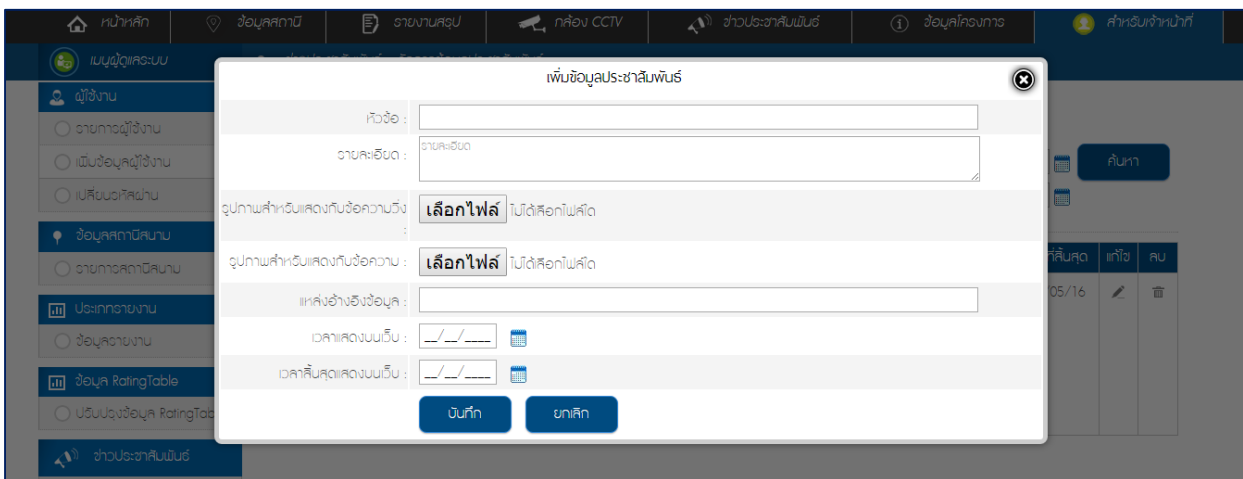 หน้าหลัก ข้อมูลสถานี รายงานสรุป กล้อง CCTV ข่าวประชาสัมพันธ์ ข้อมูลโครงการ สำหรับเจ้าหน้าที่
เมนูผู้ดูแลระบบ
เพิ่มข้อมูลประชาสัมพันธ์
ผู้ใช้งาน
รายการผู้ใช้งาน
เพิ่มข้อมูลผู้ใช้งาน
เปลี่ยนรหัสผ่าน
ข้อมูลสถานีสนาม
รายการสถานีสนาม
ประเภทรายงาน
ข้อมูลรายงาน
ข้อมูล RatingTable
ปรับปรุงข้อมูล RatingTab
ข่าวประชาสัมพันธ์
หัวข้อ :
รายละเอียด : รายละเอียด
รูปภาพสำหรับแสดงกับข้อความวิ่ง : เลือกไฟล์ ไม่ได้เลือกไฟล์ใด
รูปภาพสำหรับแสดงกับข้อความ : เลือกไฟล์ ไม่ได้เลือกไฟล์ใด
แหล่งอ้างอิงข้อมูล :
เวลาแสดงบนเว็บ : __/__/____
เวลาสิ้นสุดแสดงบนเว็บ : __/__/____
บันทึก ยกเลิก
ค้นหา
ที่สิ้นสุด แก้ไข ลบ
/05/16